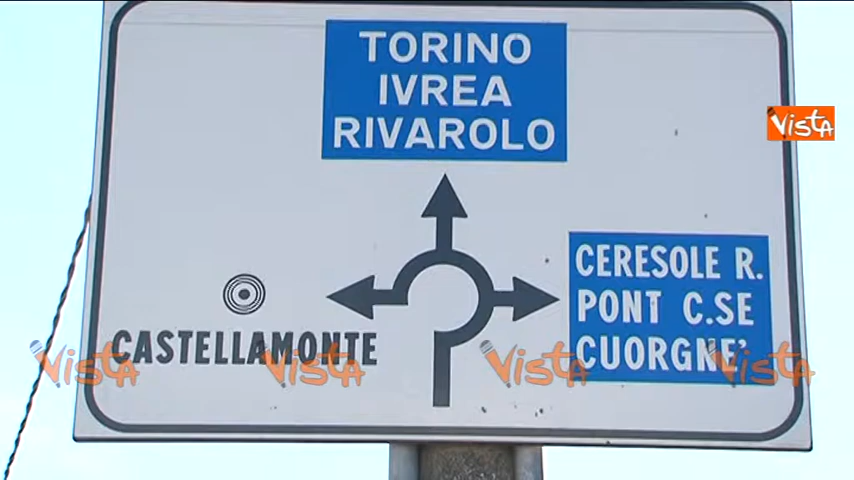 TORINO
IVREA
RIVAROLO
VISTA
CERESOLE R.
PONT C.SE
CUORGNE'
CASTELLAMONTE
VISTA
VISTA
VISTA
VISTA